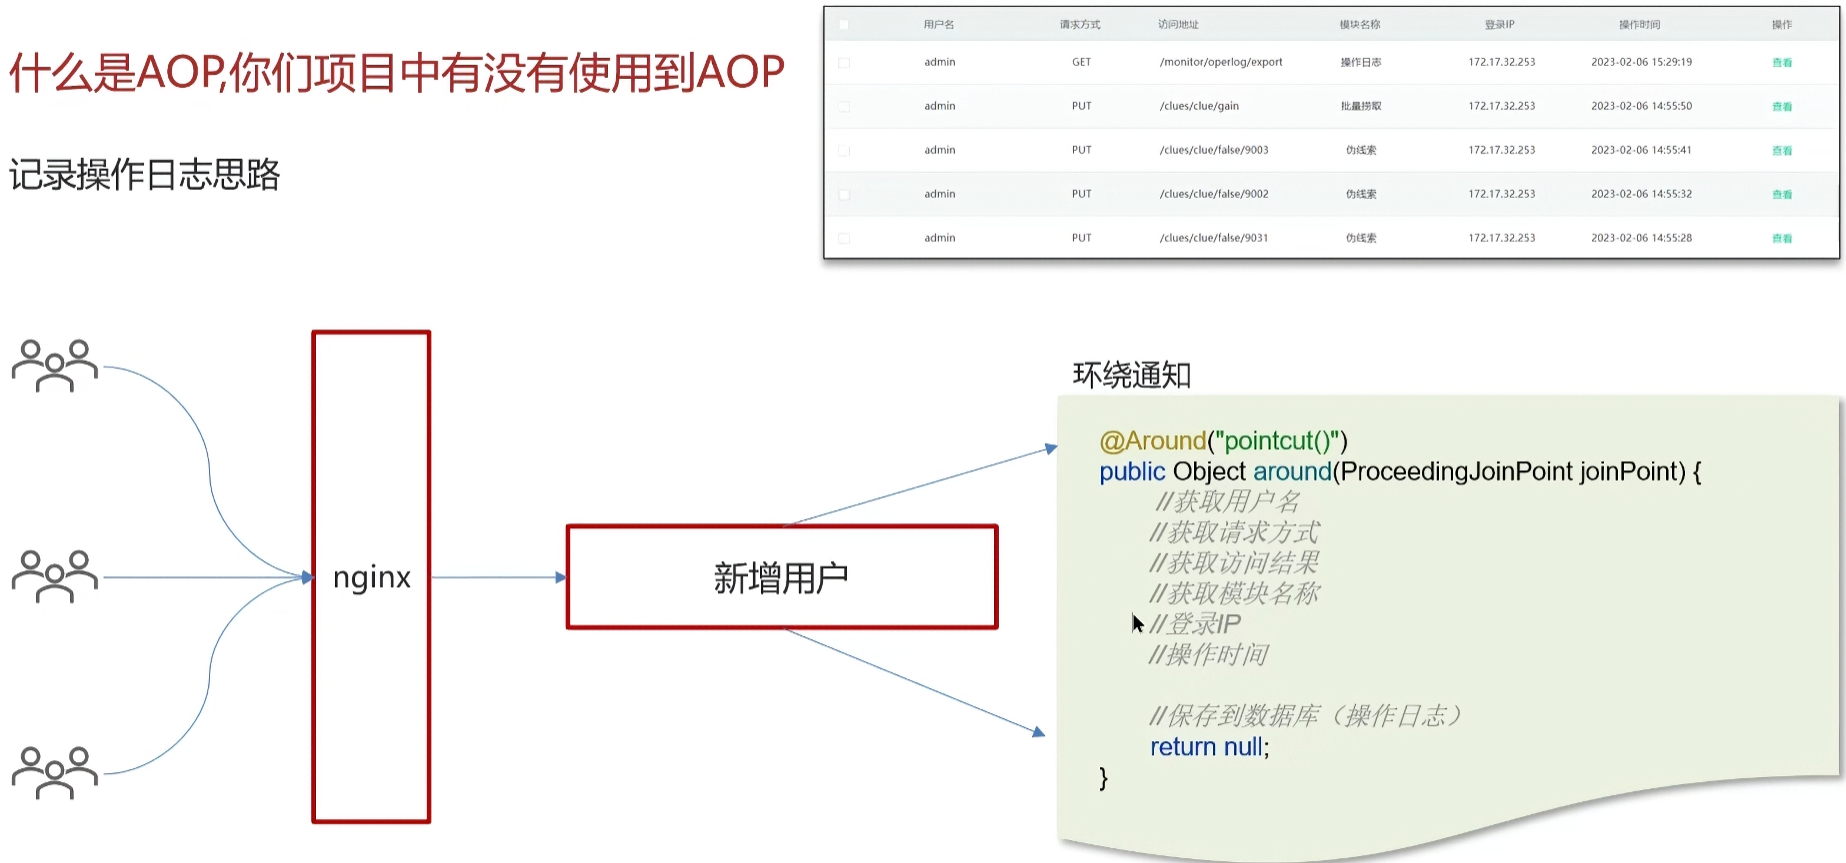 什么是AOP,你们项目中有没有使用到AOP
记录操作日志思路
用户名 请求方式 访问地址 模块名称 登录IP 操作时间 操作
admin GET /monitor/operlog/export 操作日志 172.17.32.253 2023-02-06 15:29:19 查看
admin PUT /clues/clue/gain 批量捞取 172.17.32.253 2023-02-06 14:55:50 查看
admin PUT /clues/clue/false/9003 伪线索 172.17.32.253 2023-02-06 14:55:41 查看
admin PUT /clues/clue/false/9002 伪线索 172.17.32.253 2023-02-06 14:55:32 查看
admin PUT /clues/clue/false/9031 伪线索 172.17.32.253 2023-02-06 14:55:28 查看
nginx
新增用户
环绕通知
@Around("pointcut()")
public Object around(ProceedingJoinPoint joinPoint) {
//获取用户名
//获取请求方式
//获取访问结果
//获取模块名称
//登录IP
//操作时间
//保存到数据库（操作日志）
return null;
}